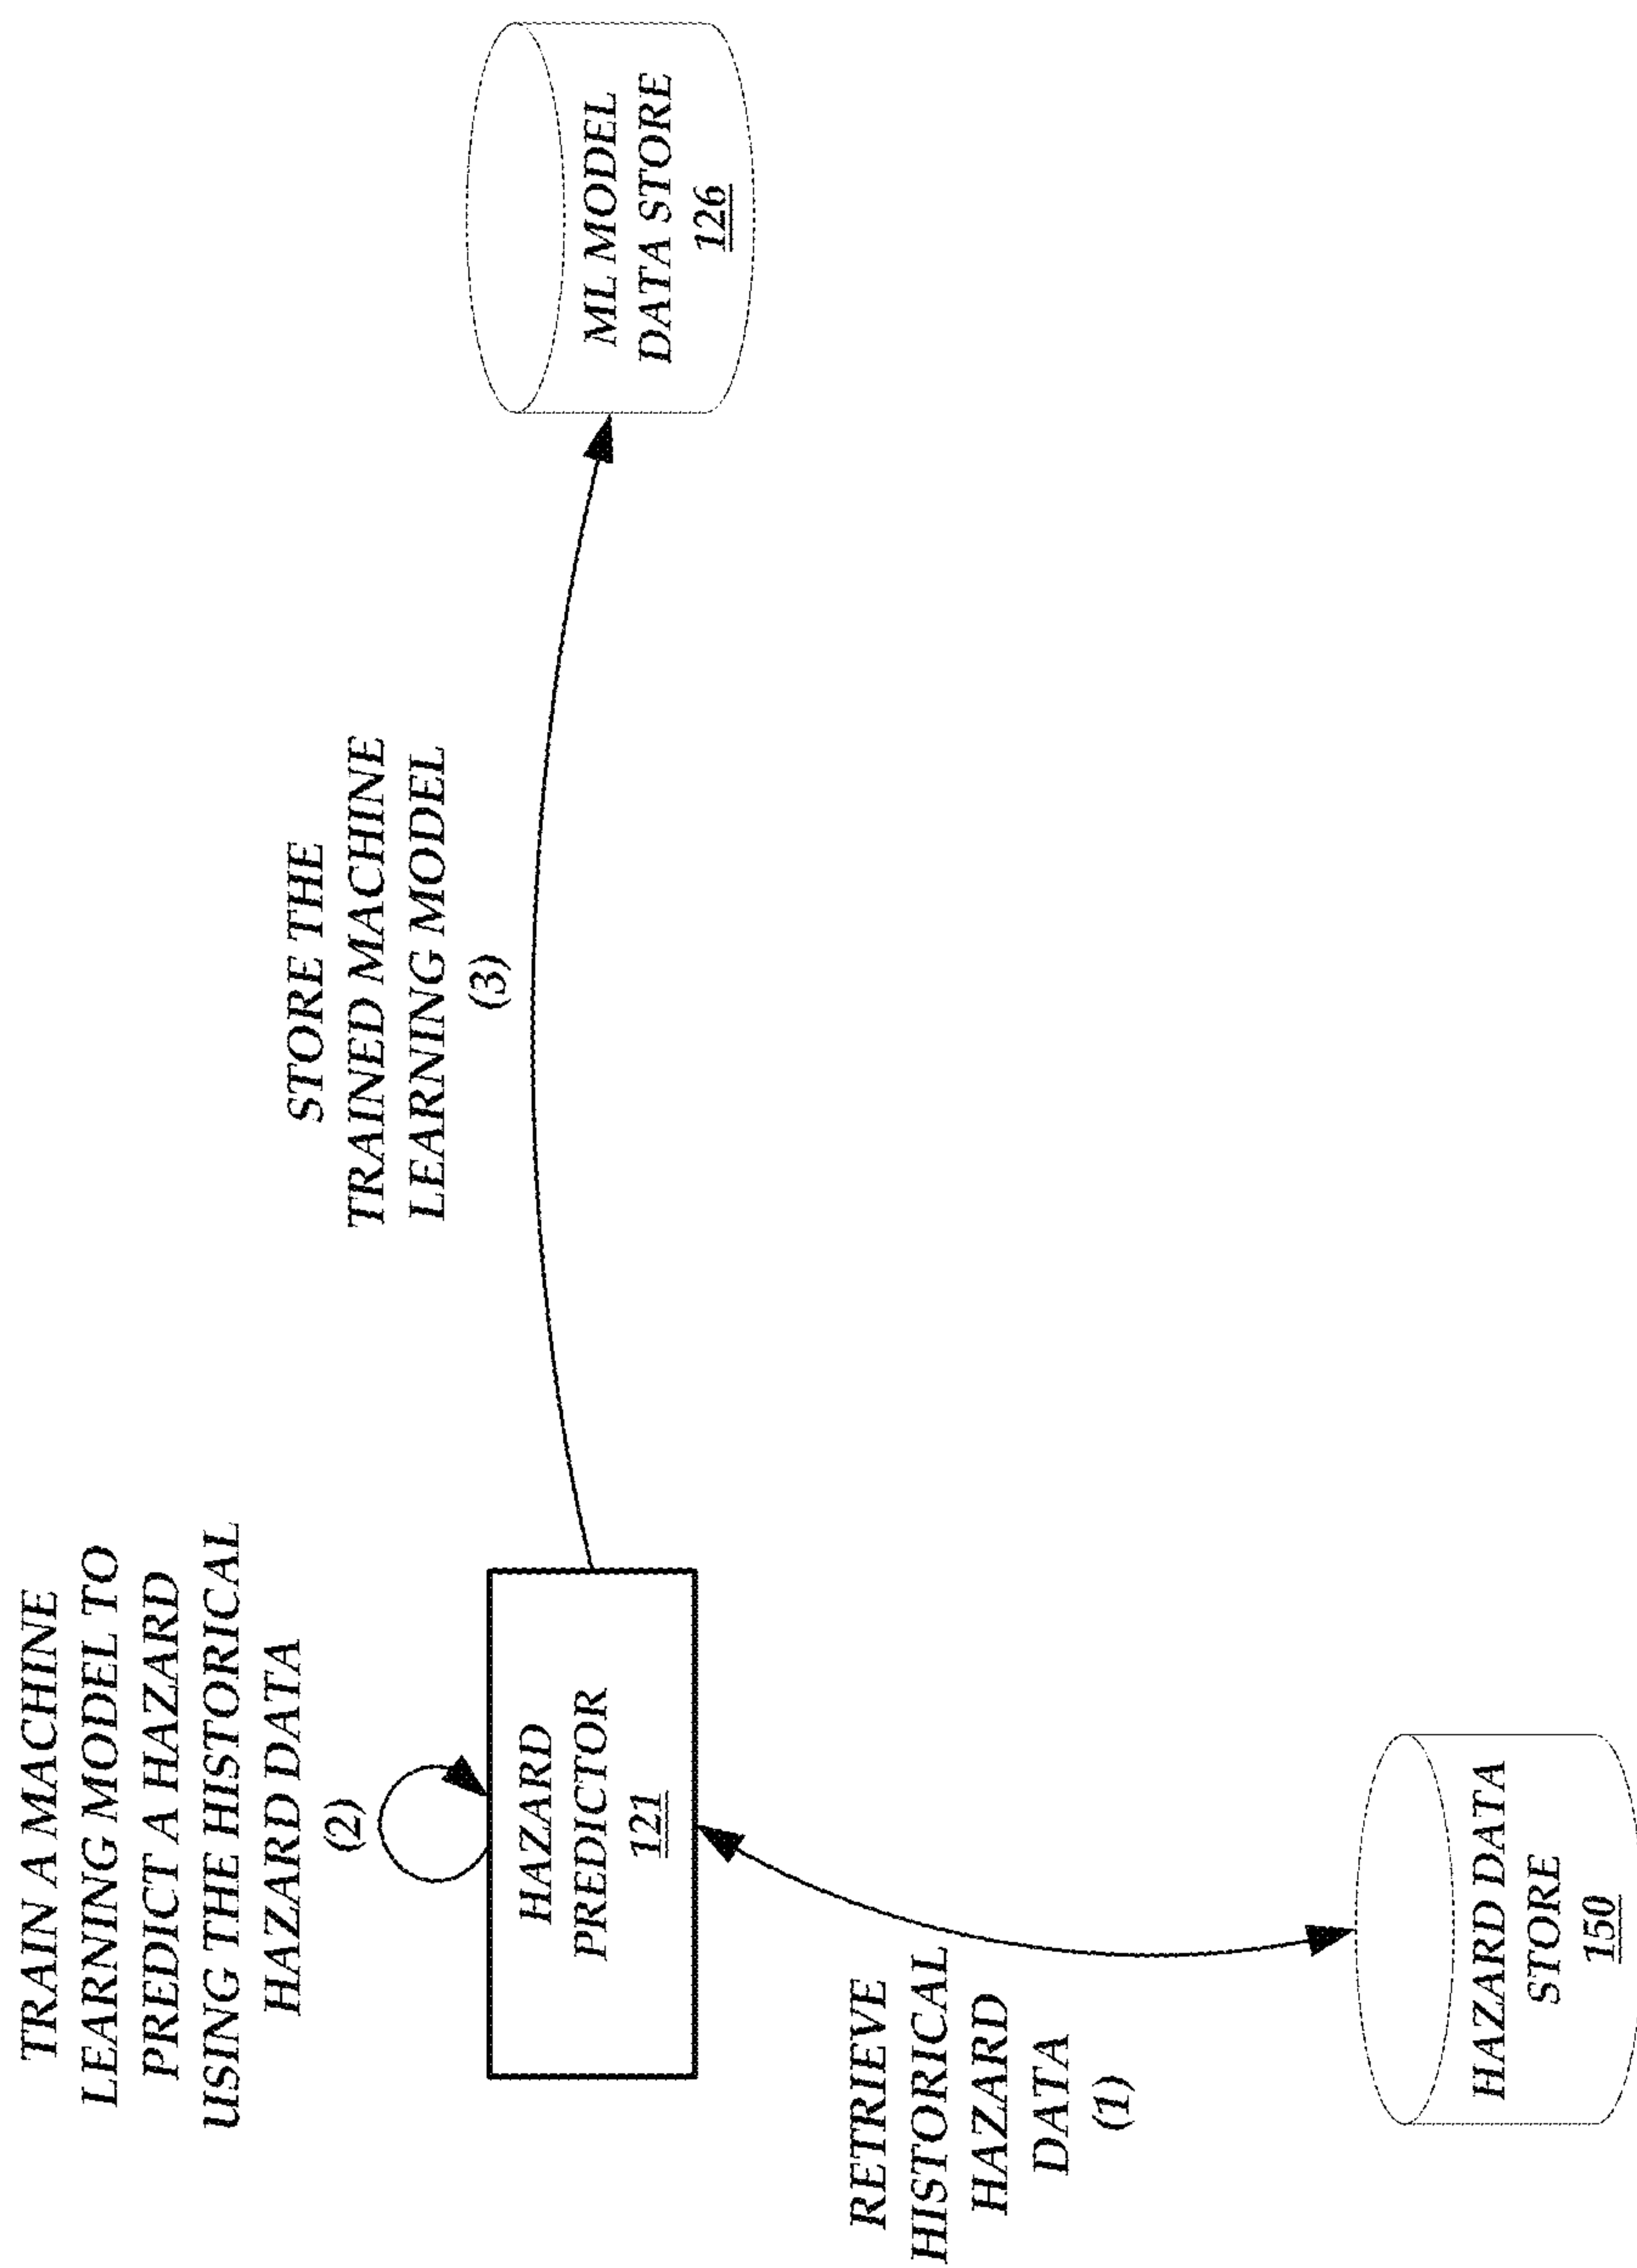 TRAIN A MACHINE
LEARNING MODEL TO
PREDICT A HAZARD
USING THE HISTORICAL
HAZARD DATA
(2)
STORE THE
TRAINED MACHINE
LEARNING MODEL
(3)
HAZARD
PREDICTOR
121
ML MODEL
DATA STORE
126
RETRIEVE
HISTORICAL
HAZARD
DATA
(1)
HAZARD DATA
STORE
150